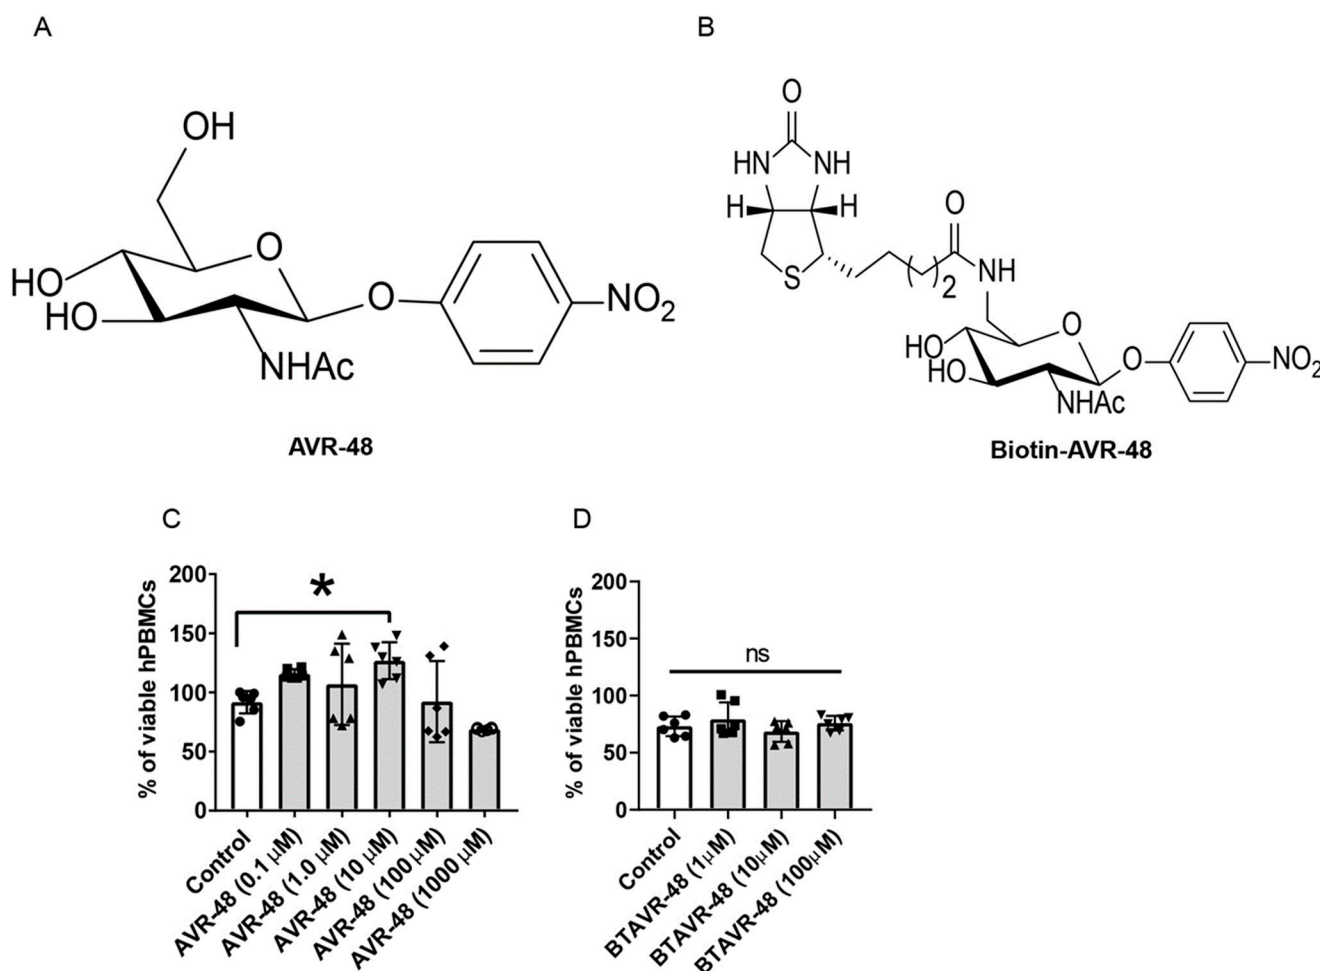 A
B
OH
O
HO
HO
O
NHAc
NO2
AVR-48
O
HN
NH
H
H
S
2
O
NH
O
HO
HO
O
NHAc
NO2
Biotin-AVR-48
C
% of viable hPBMCs
200
150
100
50
0
*
Control
AVR-48 (0.1 μM)
AVR-48 (1.0 μM)
AVR-48 (10 μM)
AVR-48 (100 μM)
AVR-48 (1000 μM)
D
% of viable hPBMCs
200
150
100
50
0
ns
Control
BTAVR-48 (1μM)
BTAVR-48 (10μM)
BTAVR-48 (100μM)